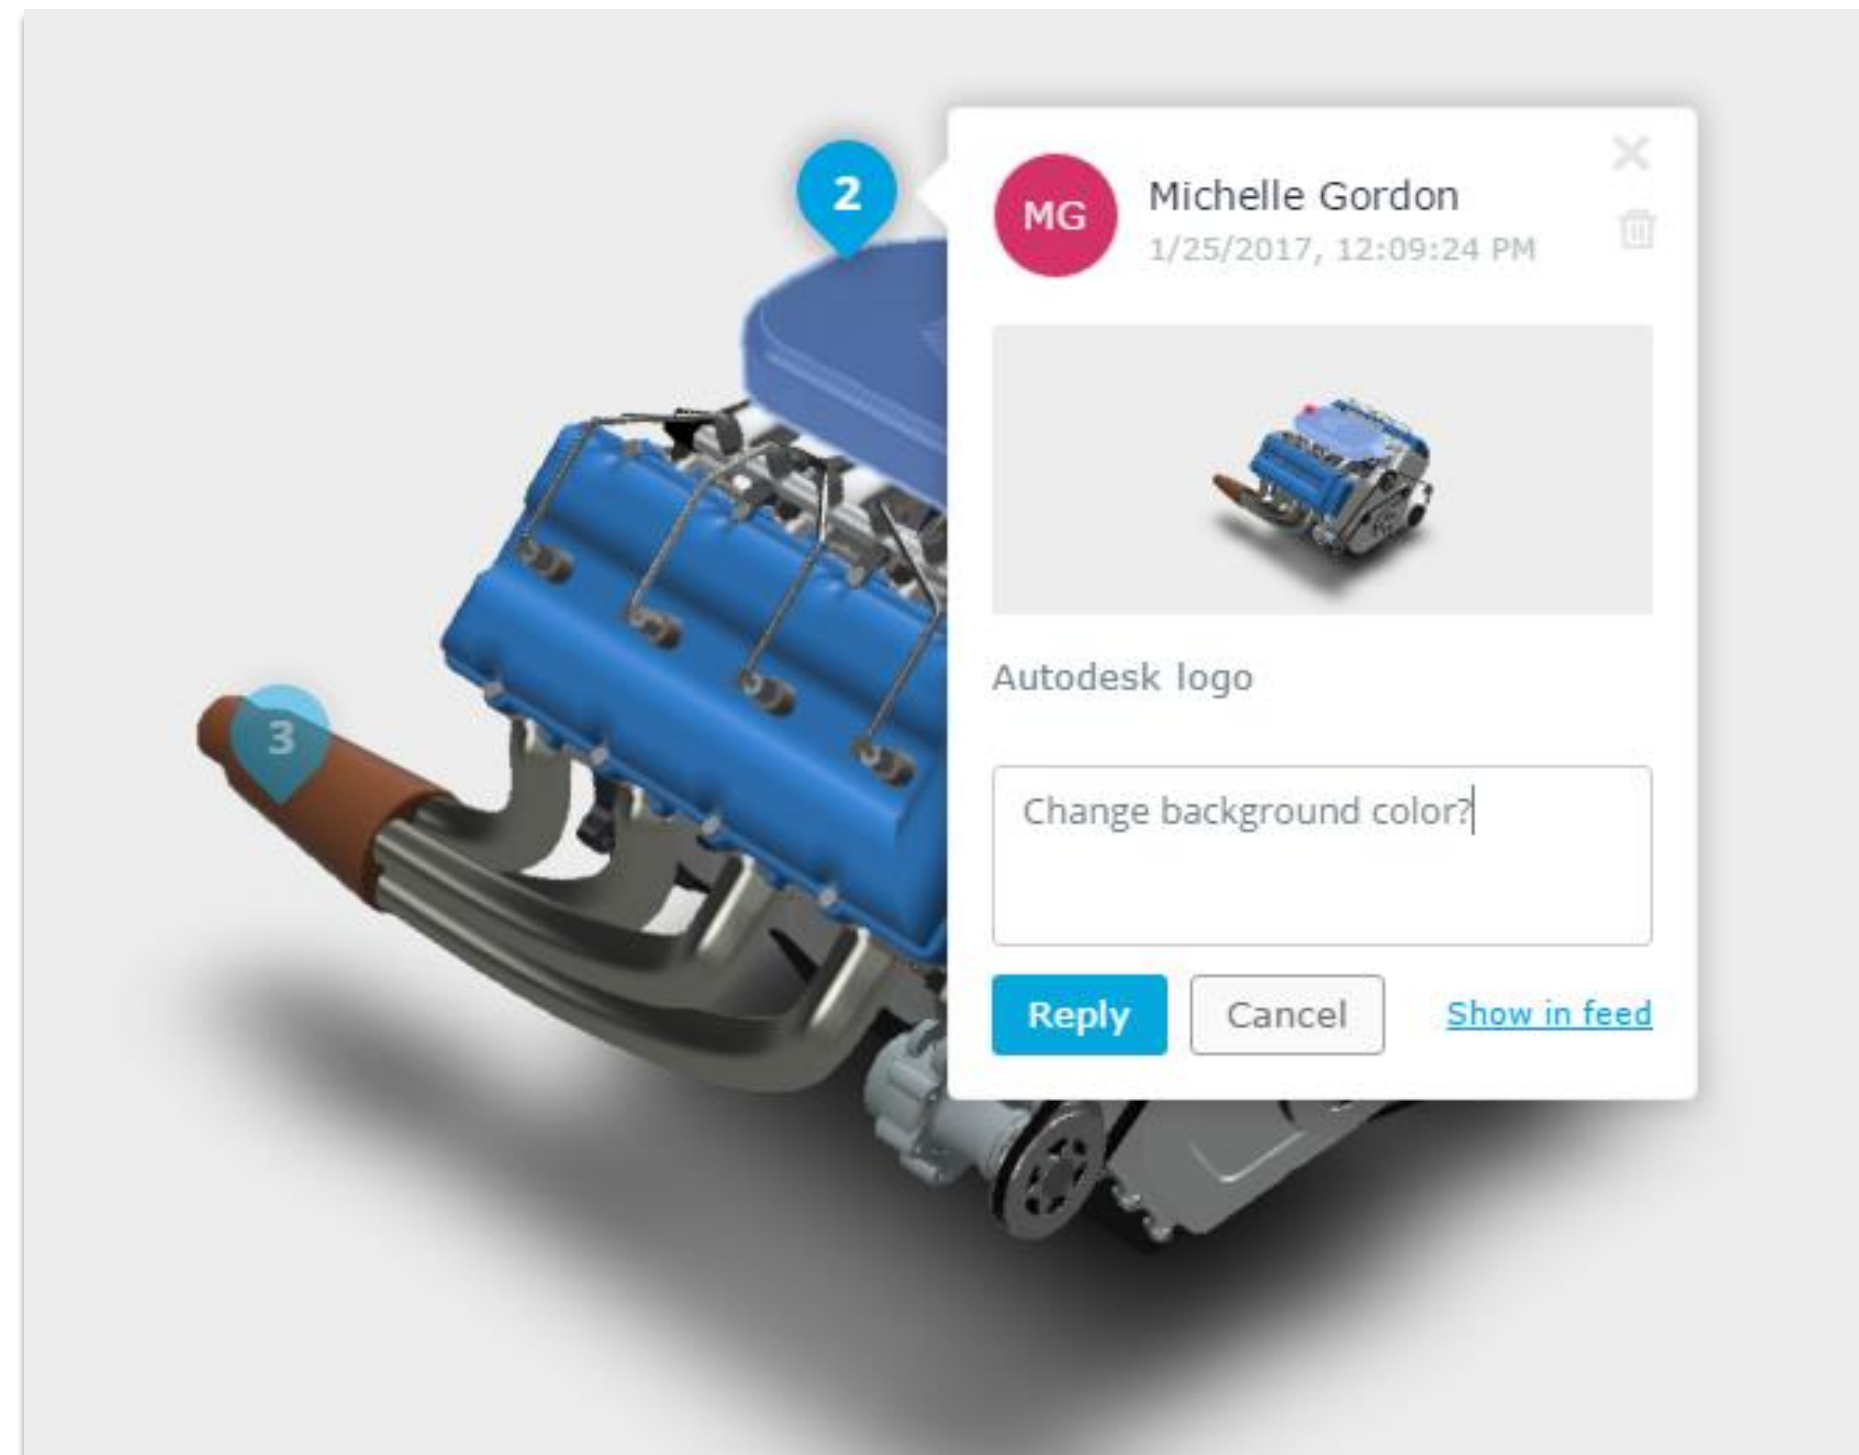 2
MG
Michelle Gordon
1/25/2017, 12:09:24 PM
Autodesk logo
3
Change background color?
Reply
Cancel
Show in feed